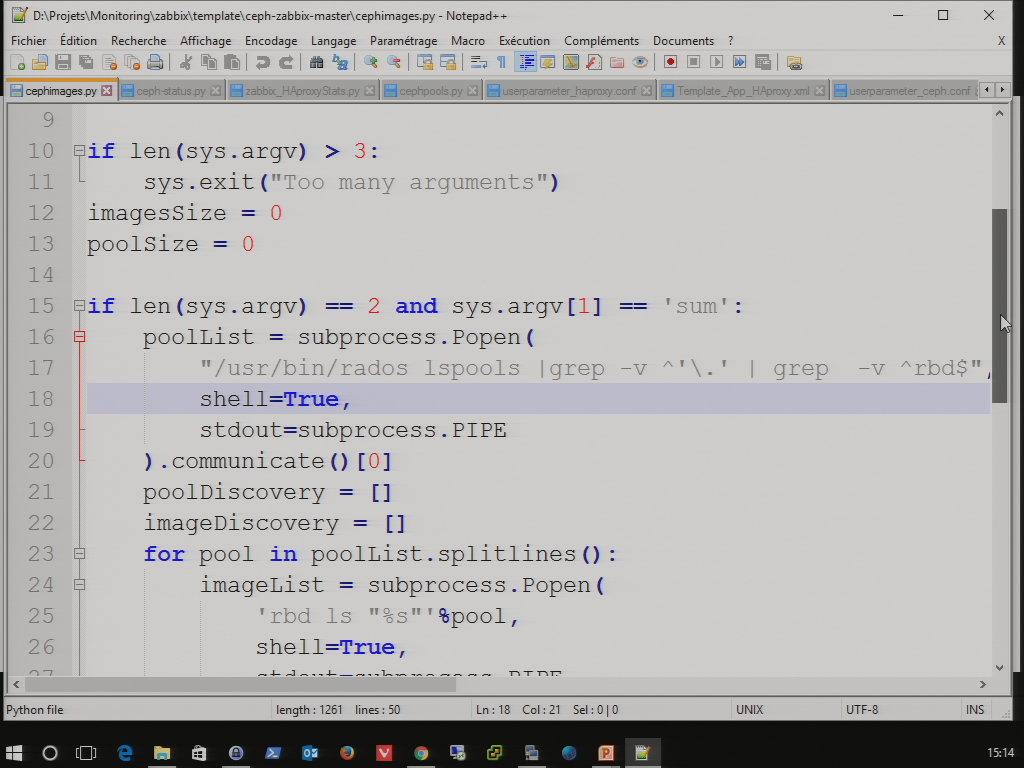 D:\Projets\Monitoring\zabbix\template\ceph-zabbix-master\cephimages.py - Notepad++
Fichier Édition Recherche Affichage Encodage Langage Paramétrage Macro Exécution Compléments Documents ? X
cephimages.py ceph-status.py zabbix_HAproxyStats.py cephpools.py userparameter_haproxy.conf Template_App_HAproxy.xml userparameter_ceph.conf
9
10 if len(sys.argv) > 3:
11 sys.exit("Too many arguments")
12 imagesSize = 0
13 poolSize = 0
14
15 if len(sys.argv) == 2 and sys.argv[1] == 'sum':
16 poolList = subprocess.Popen(
17 "/usr/bin/rados lspools |grep -v ^'\.' | grep  -v ^rbd$",
18 shell=True,
19 stdout=subprocess.PIPE
20 ).communicate()[0]
21 poolDiscovery = []
22 imageDiscovery = []
23 for pool in poolList.splitlines():
24 imageList = subprocess.Popen(
25 'rbd ls "%s"'%pool,
26 shell=True,
27 stdout=subprocess.PIPE
Python file length : 1261 lines : 50 Ln : 18 Col : 21 Sel : 0 | 0 UNIX UTF-8 INS
15:14